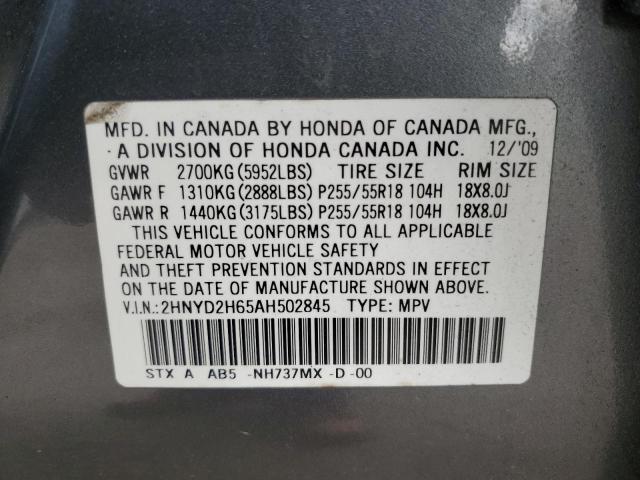 MFD. IN CANADA BY HONDA OF CANADA MFG.,
A DIVISION OF HONDA CANADA INC. 12/'09
GVWR 2700KG(5952LBS) TIRE SIZE RIM SIZE
GAWR F 1310KG(2888LBS) P255/55R18 104H 18X8.0J
GAWR R 1440KG(3175LBS) P255/55R18 104H 18X8.0J
THIS VEHICLE CONFORMS TO ALL APPLICABLE
FEDERAL MOTOR VEHICLE SAFETY
AND THEFT PREVENTION STANDARDS IN EFFECT
ON THE DATE OF MANUFACTURE SHOWN ABOVE.
V.I.N.:2HNYD2H65AH502845 TYPE: MPV
STX A AB5 -NH737MX -D-00